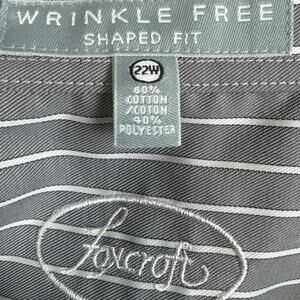 WRINKLE FREE
SHAPED FIT
22W
60%
COTTON
/COTON
40%
POLYESTER
foxcroft